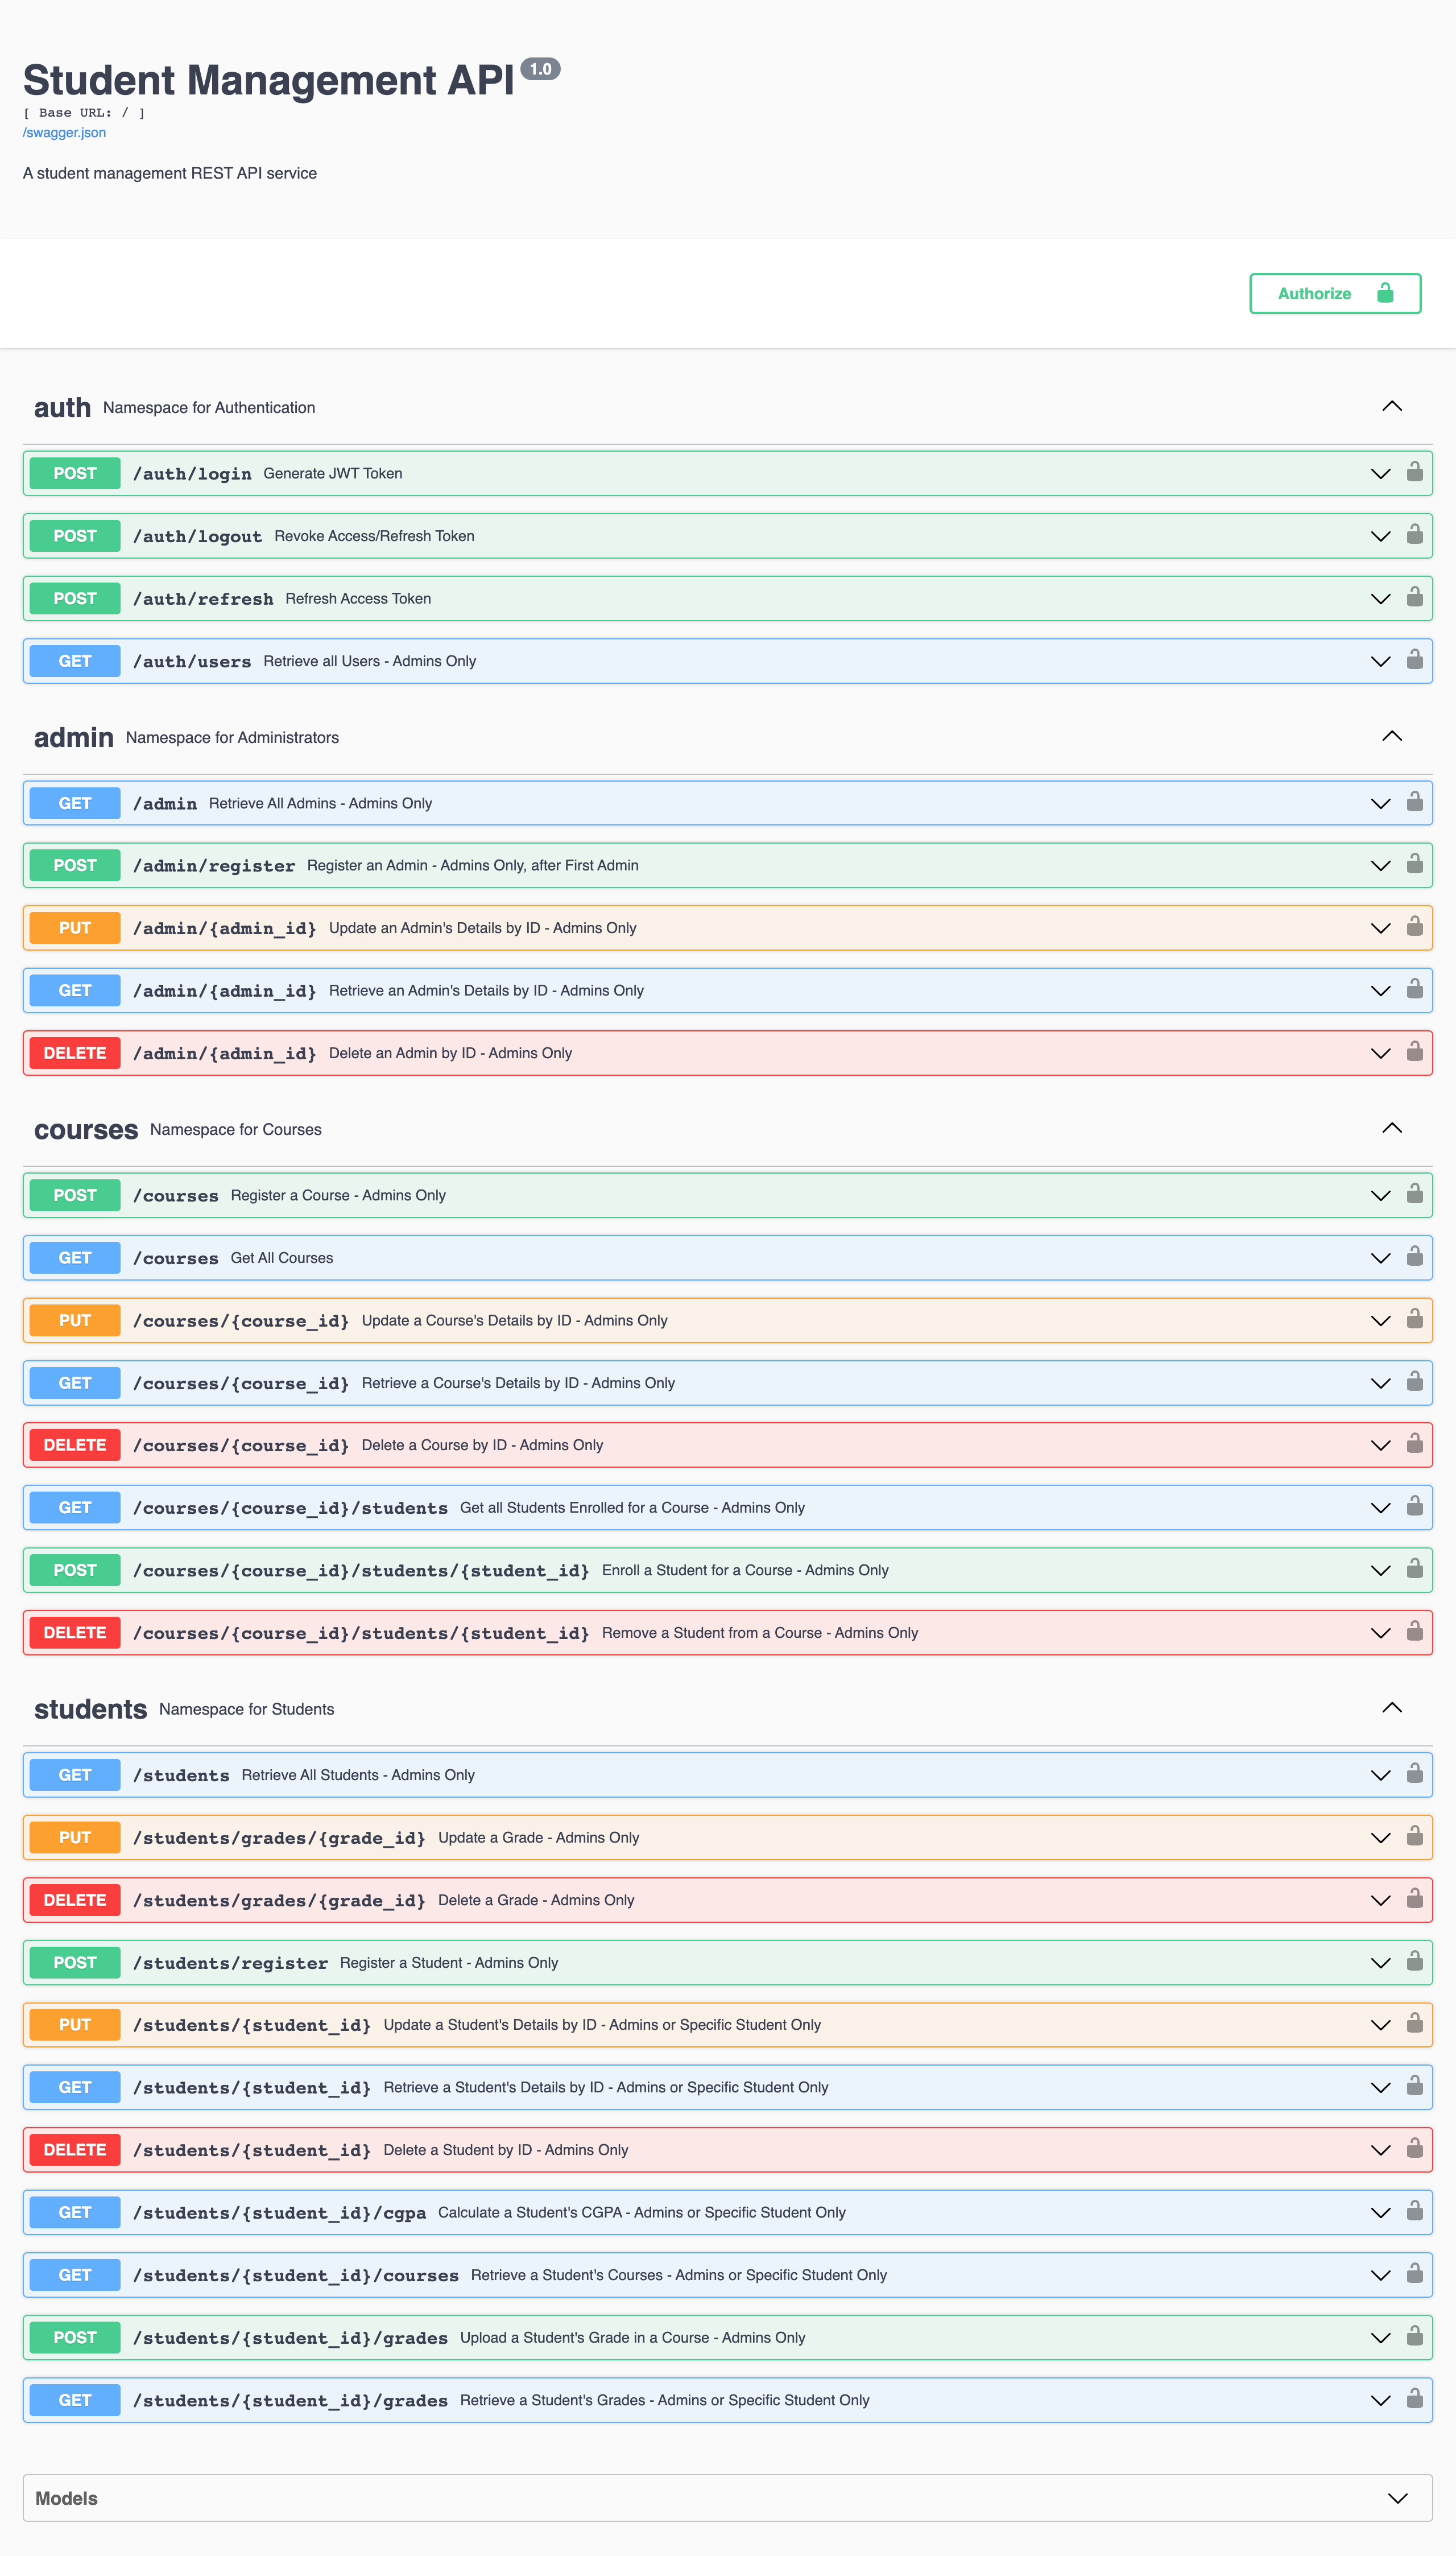 Student Management API 1.0
[ Base URL: / ]
/swagger.json
A student management REST API service
Authorize
auth Namespace for Authentication
POST /auth/login Generate JWT Token
POST /auth/logout Revoke Access/Refresh Token
POST /auth/refresh Refresh Access Token
GET /auth/users Retrieve all Users - Admins Only
admin Namespace for Administrators
GET /admin Retrieve All Admins - Admins Only
POST /admin/register Register an Admin - Admins Only, after First Admin
PUT /admin/{admin_id} Update an Admin's Details by ID - Admins Only
GET /admin/{admin_id} Retrieve an Admin's Details by ID - Admins Only
DELETE /admin/{admin_id} Delete an Admin by ID - Admins Only
courses Namespace for Courses
POST /courses Register a Course - Admins Only
GET /courses Get All Courses
PUT /courses/{course_id} Update a Course's Details by ID - Admins Only
GET /courses/{course_id} Retrieve a Course's Details by ID - Admins Only
DELETE /courses/{course_id} Delete a Course by ID - Admins Only
GET /courses/{course_id}/students Get all Students Enrolled for a Course - Admins Only
POST /courses/{course_id}/students/{student_id} Enroll a Student for a Course - Admins Only
DELETE /courses/{course_id}/students/{student_id} Remove a Student from a Course - Admins Only
students Namespace for Students
GET /students Retrieve All Students - Admins Only
PUT /students/grades/{grade_id} Update a Grade - Admins Only
DELETE /students/grades/{grade_id} Delete a Grade - Admins Only
POST /students/register Register a Student - Admins Only
PUT /students/{student_id} Update a Student's Details by ID - Admins or Specific Student Only
GET /students/{student_id} Retrieve a Student's Details by ID - Admins or Specific Student Only
DELETE /students/{student_id} Delete a Student by ID - Admins Only
GET /students/{student_id}/cgpa Calculate a Student's CGPA - Admins or Specific Student Only
GET /students/{student_id}/courses Retrieve a Student's Courses - Admins or Specific Student Only
POST /students/{student_id}/grades Upload a Student's Grade in a Course - Admins Only
GET /students/{student_id}/grades Retrieve a Student's Grades - Admins or Specific Student Only
Models